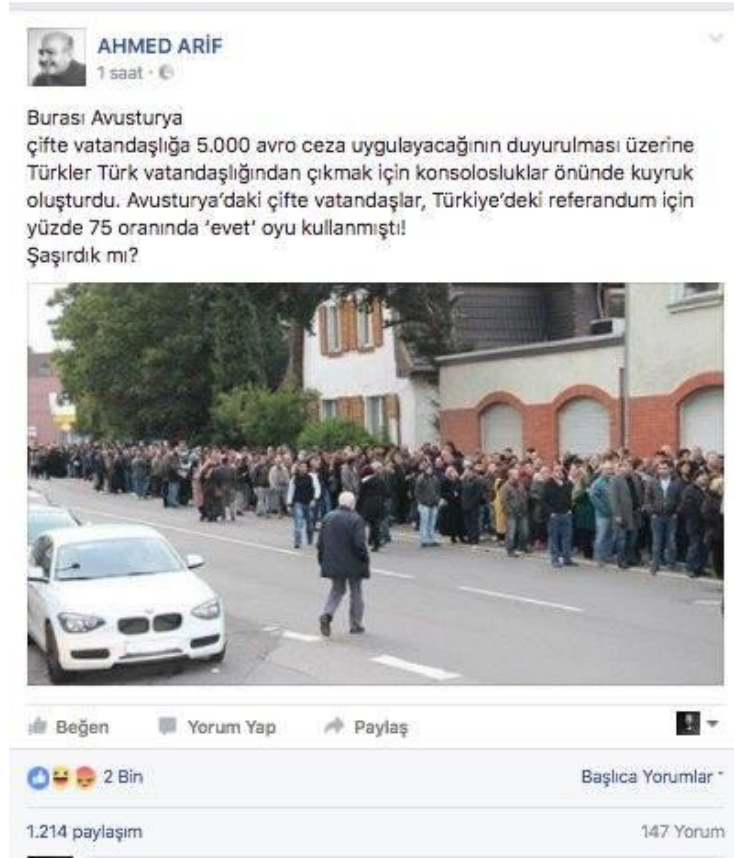 AHMED ARİF
1 saat ·
Burası Avusturya
çifte vatandaşlığa 5.000 avro ceza uygulayacağının duyurulması üzerine
Türkler Türk vatandaşlığından çıkmak için konsolosluklar önünde kuyruk
oluşturdu. Avusturya’daki çifte vatandaşlar, Türkiye’deki referandum için
yüzde 75 oranında ‘evet’ oyu kullanmıştı!
Şaşırdık mı?
Beğen Yorum Yap Paylaş
2 Bin Başlıca Yorumlar
1.214 paylaşım 147 Yorum